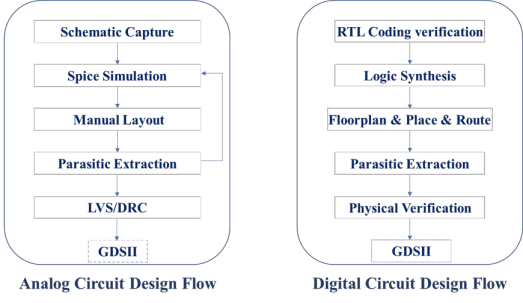 Schematic Capture
Spice Simulation
Manual Layout
Parasitic Extraction
LVS/DRC
GDSII
Analog Circuit Design Flow
RTL Coding verification
Logic Synthesis
Floorplan & Place & Route
Parasitic Extraction
Physical Verification
GDSII
Digital Circuit Design Flow